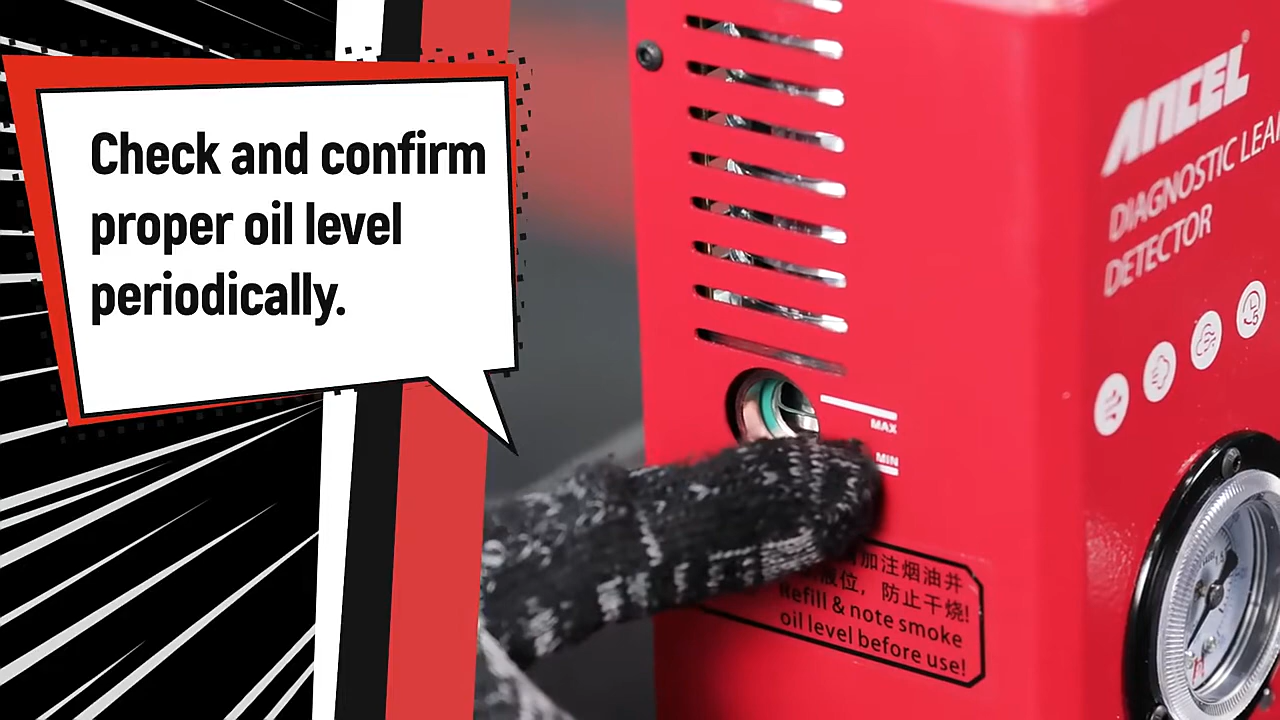 Check and confirm
proper oil level
periodically.
ANCEL
DIAGNOSTIC LEA
DETECTOR
MAX
MIN
加注烟油井
液位，防止干烧!
Refill & note smoke
oil level before use!